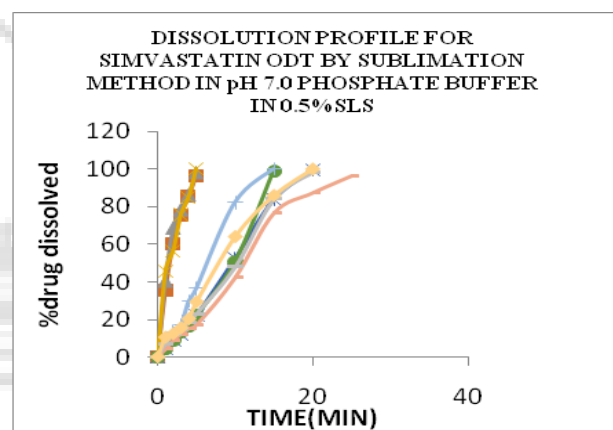 DISSOLUTION PROFILE FOR
SIMVASTATIN ODT BY SUBLIMATION
METHOD IN pH 7.0 PHOSPHATE BUFFER
IN 0.5%SLS
120
100
80
60
40
20
0
%drug dissolved
0 20 40
TIME(MIN)